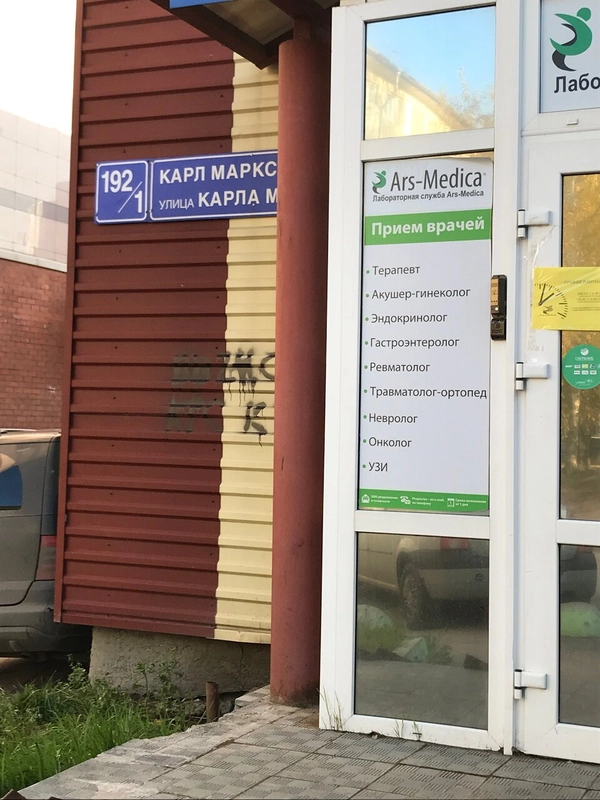 192/1
КАРЛ МАРКС
УЛИЦА КАРЛА М
Лабо
Ars-Medica
Лабораторная служба Ars-Medica
Прием врачей
• Терапевт
• Акушер-гинеколог
• Эндокринолог
• Гастроэнтеролог
• Ревматолог
• Травматолог-ортопед
• Невролог
• Онколог
• УЗИ